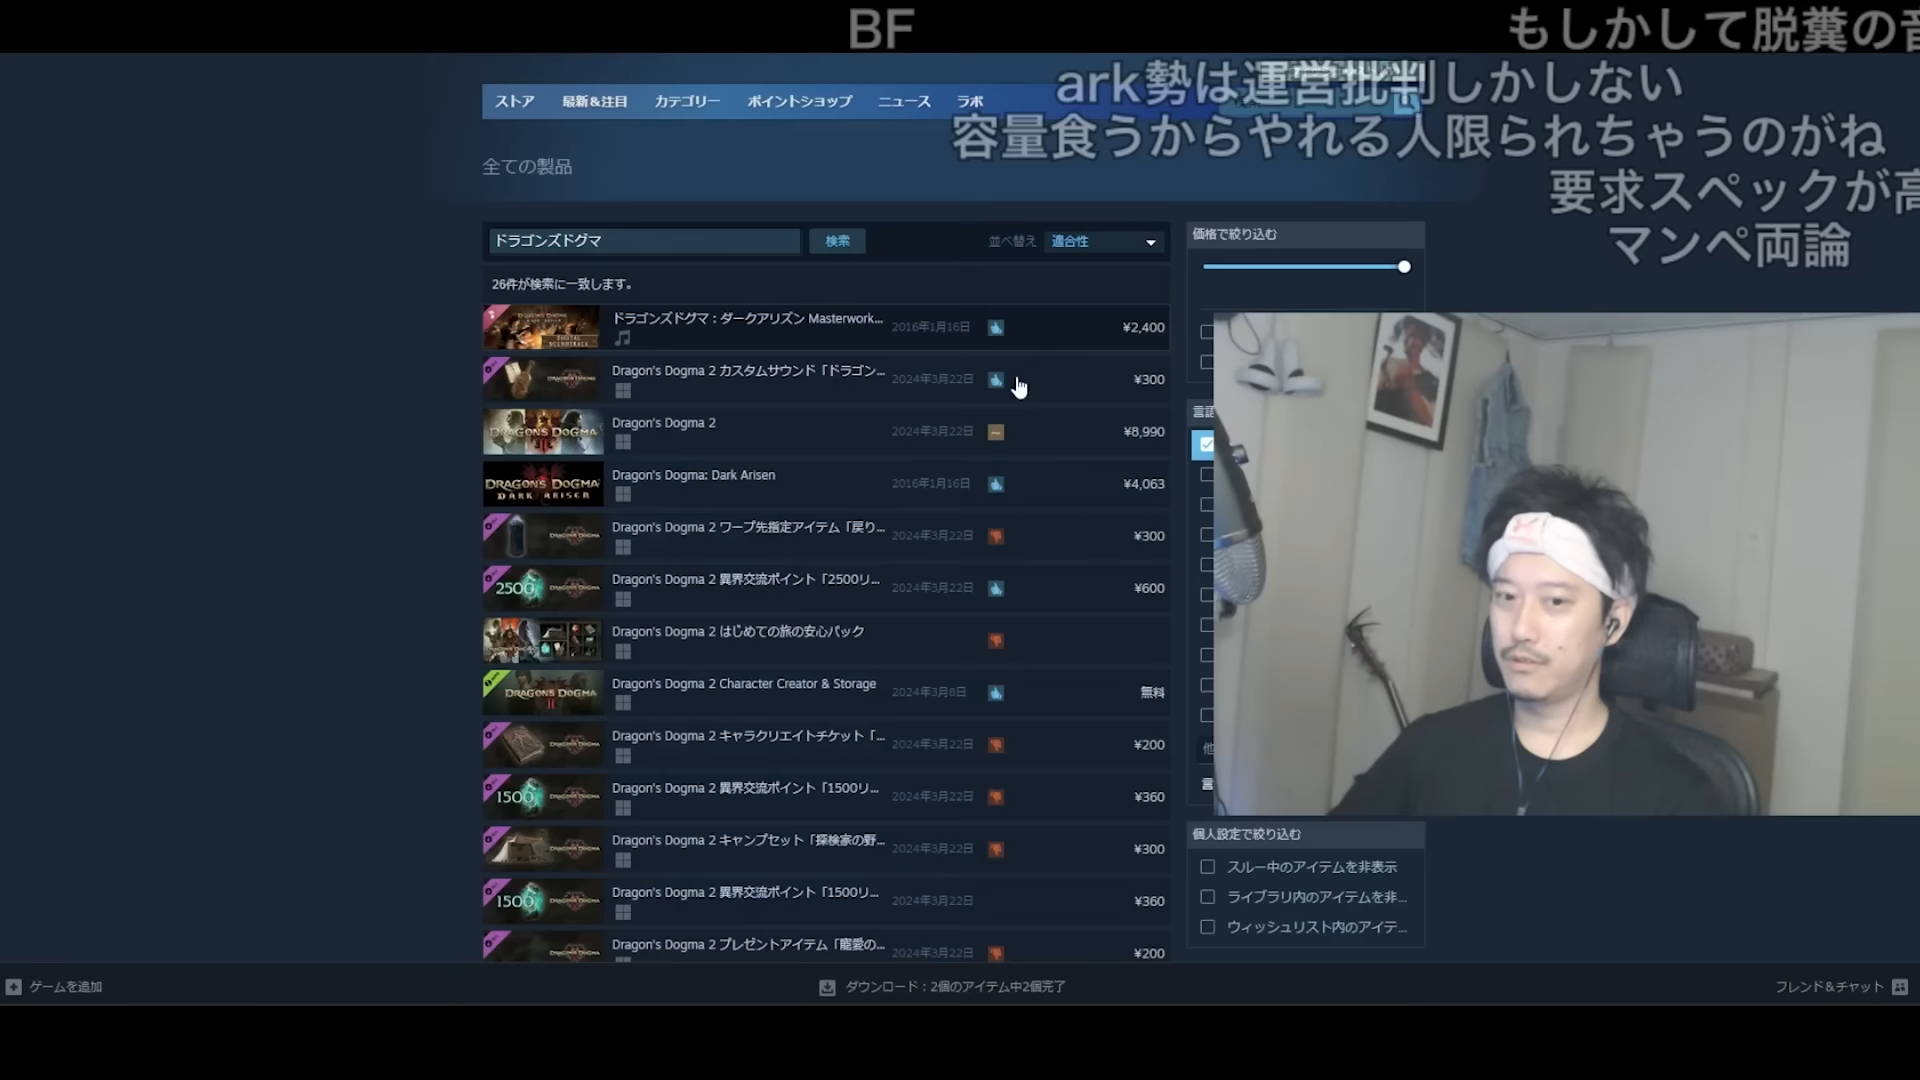 BF
もしかして脱糞の音
ark勢は運営批判しかしない
容量食うからやれる人限られちゃうのがね
要求スペックが高
マンペ両論
ストア 最新&注目 カテゴリー ポイントショップ ニュース ラボ
全ての製品
ドラゴンズドグマ 検索 並べ替え 適合性
26件が検索に一致します。
ドラゴンズドグマ：ダークアリズン Masterwork... 2016年1月16日 ¥2,400
Dragon's Dogma 2 カスタムサウンド「ドラゴン... 2024年3月22日 ¥300
Dragon's Dogma 2 2024年3月22日 ¥8,990
Dragon's Dogma: Dark Arisen 2016年1月16日 ¥4,063
Dragon's Dogma 2 ワープ先指定アイテム「戻り... 2024年3月22日 ¥300
2500 Dragon's Dogma 2 異界交流ポイント「2500リ... 2024年3月22日 ¥600
Dragon's Dogma 2 はじめての旅の安心パック
Dragon's Dogma 2 Character Creator & Storage 2024年3月8日 無料
Dragon's Dogma 2 キャラクリエイトチケット「... 2024年3月22日 ¥200
1500 Dragon's Dogma 2 異界交流ポイント「1500リ... 2024年3月22日 ¥360
Dragon's Dogma 2 キャンプセット「探検家の野... 2024年3月22日 ¥300
1500 Dragon's Dogma 2 異界交流ポイント「1500リ... 2024年3月22日 ¥360
Dragon's Dogma 2 プレゼントアイテム「寵愛の... 2024年3月22日 ¥200
価格で絞り込む
言語
他
言
個人設定で絞り込む
スルー中のアイテムを非表示
ライブラリ内のアイテムを非...
ウィッシュリスト内のアイテ...
ゲームを追加
ダウンロード：2個のアイテム中2個完了
フレンド&チャット